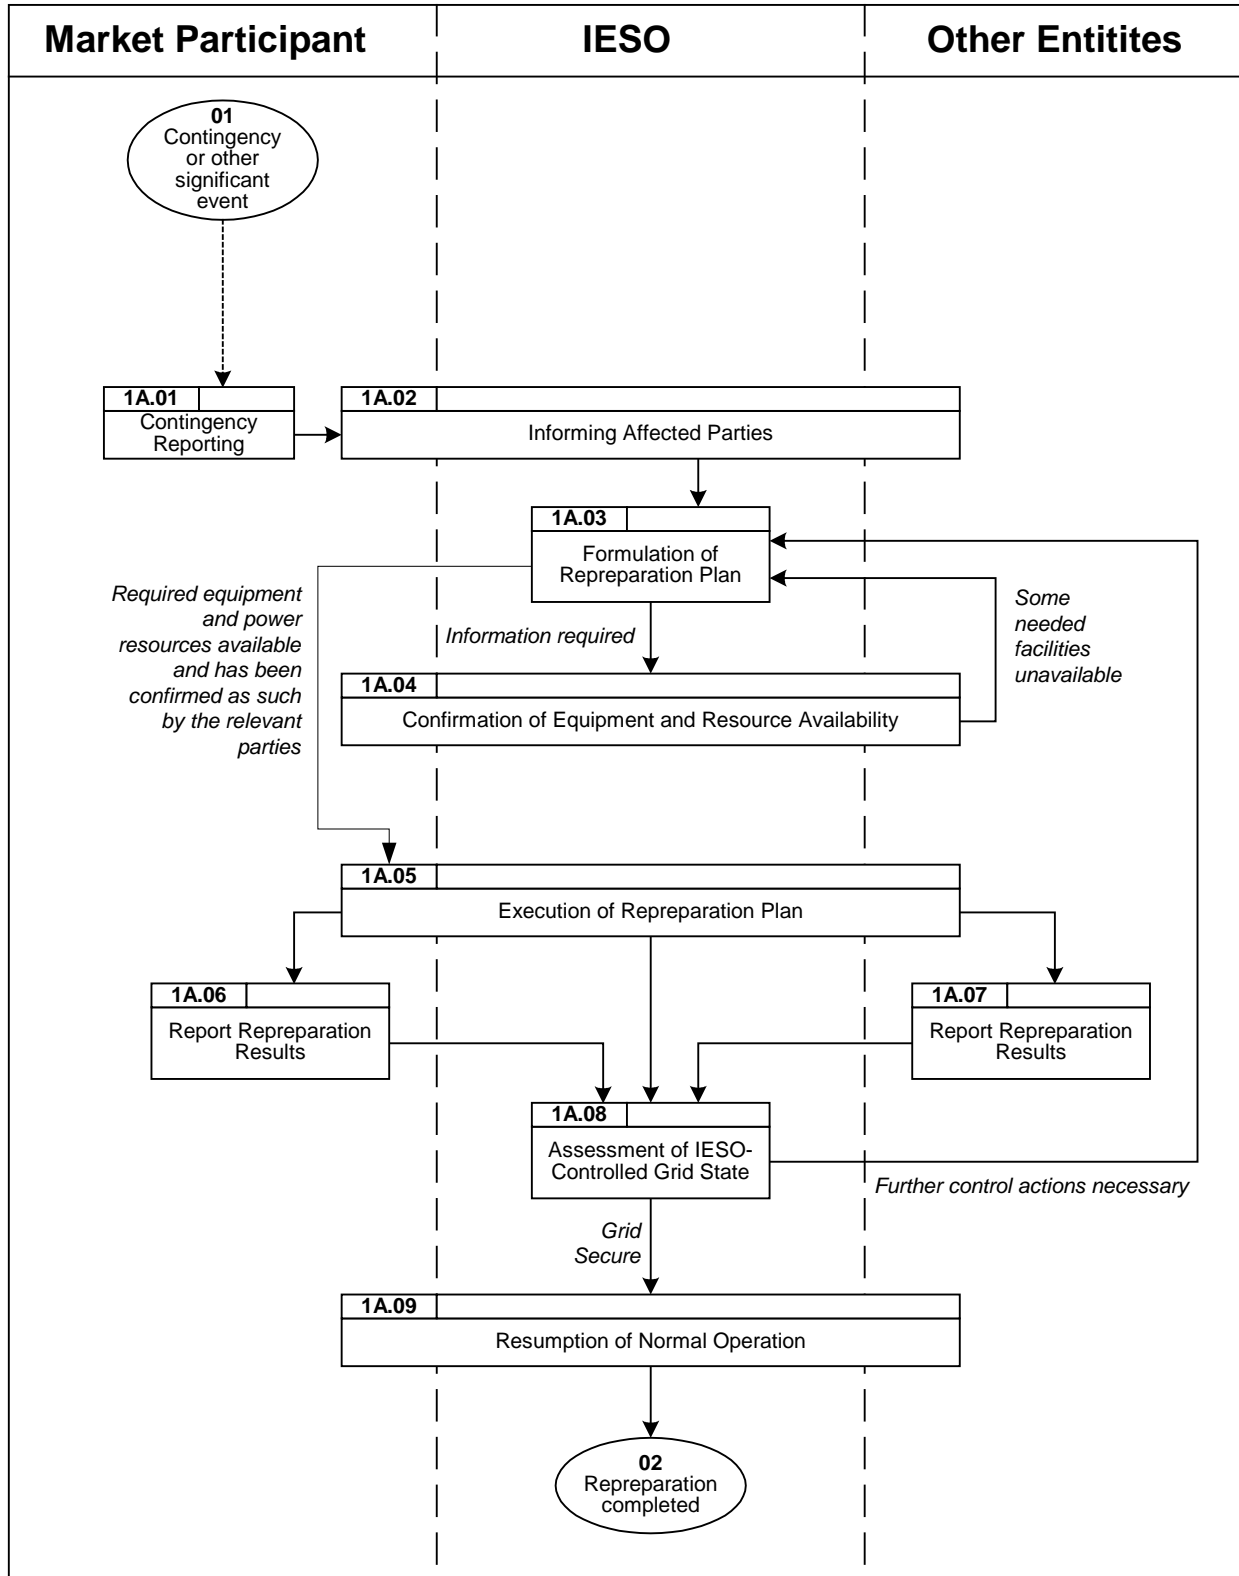 Market Participant
IESO
Other Entitites
01
Contingency
or other
significant
event
1A.01
Contingency
Reporting
1A.02
Informing Affected Parties
1A.03
Formulation of
Repreparation Plan
Required equipment
and power
resources available
and has been
confirmed as such
by the relevant
parties
Information required
Some
needed
facilities
unavailable
1A.04
Confirmation of Equipment and Resource Availability
1A.05
Execution of Repreparation Plan
1A.06
Report Repreparation
Results
1A.07
Report Repreparation
Results
1A.08
Assessment of IESO-
Controlled Grid State
Further control actions necessary
Grid
Secure
1A.09
Resumption of Normal Operation
02
Repreparation
completed